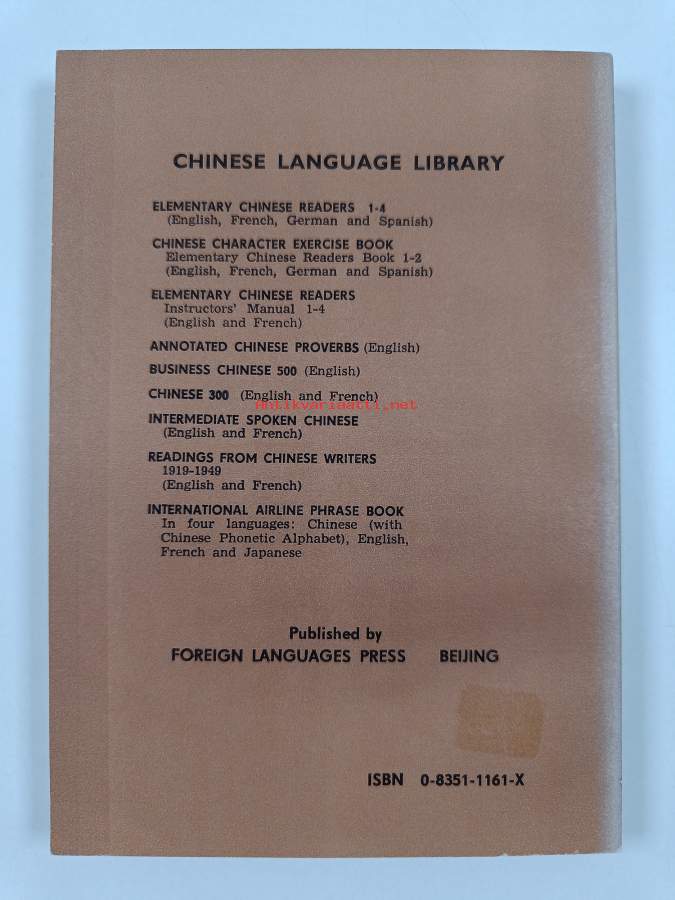 CHINESE LANGUAGE LIBRARY
ELEMENTARY CHINESE READERS 1-4
(English, French, German and Spanish)
CHINESE CHARACTER EXERCISE BOOK
Elementary Chinese Readers Book 1-2
(English, French, German and Spanish)
ELEMENTARY CHINESE READERS
Instructors' Manual 1-4
(English and French)
ANNOTATED CHINESE PROVERBS (English)
BUSINESS CHINESE 500 (English)
CHINESE 300 (English and French)
Antikvariaatti.net
INTERMEDIATE SPOKEN CHINESE
(English and French)
READINGS FROM CHINESE WRITERS
1919-1949
(English and French)
INTERNATIONAL AIRLINE PHRASE BOOK
In four languages: Chinese (with
Chinese Phonetic Alphabet), English,
French and Japanese
Published by
FOREIGN LANGUAGES PRESS BEIJING
ISBN 0-8351-1161-X